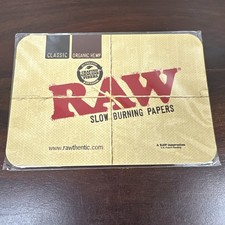 CLASSIC ORGANIC HEMP
RAW
SLOW BURNING PAPERS
www.rawthentic.com